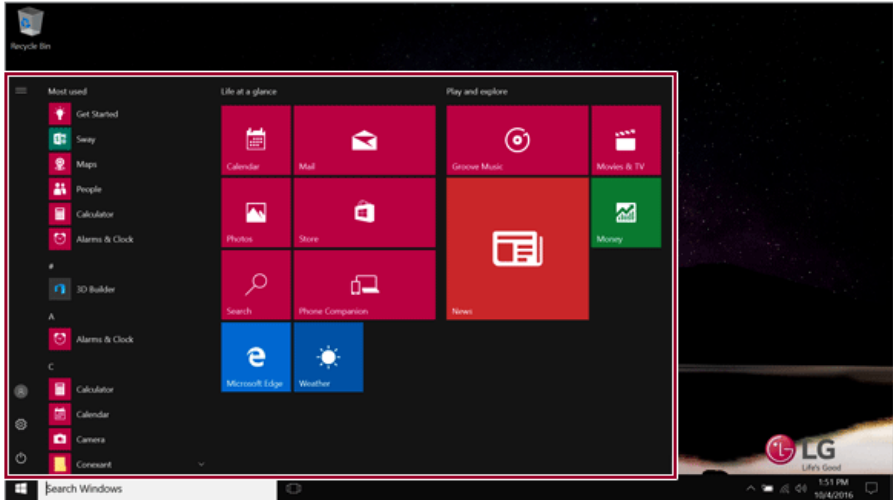 Recycle Bin
Most used
Get Started
Sway
Maps
People
Calculator
Alarms & Clock
#
3D Builder
A
Alarms & Clock
C
Calculator
Calendar
Camera
Conexant
Life at a glance
Calendar
Mail
Photos
Store
Search
Phone Companion
Microsoft Edge
Weather
Play and explore
Groove Music
Movies & TV
News
Money
LG
Life's Good
Search Windows
1:51 PM
10/4/2016